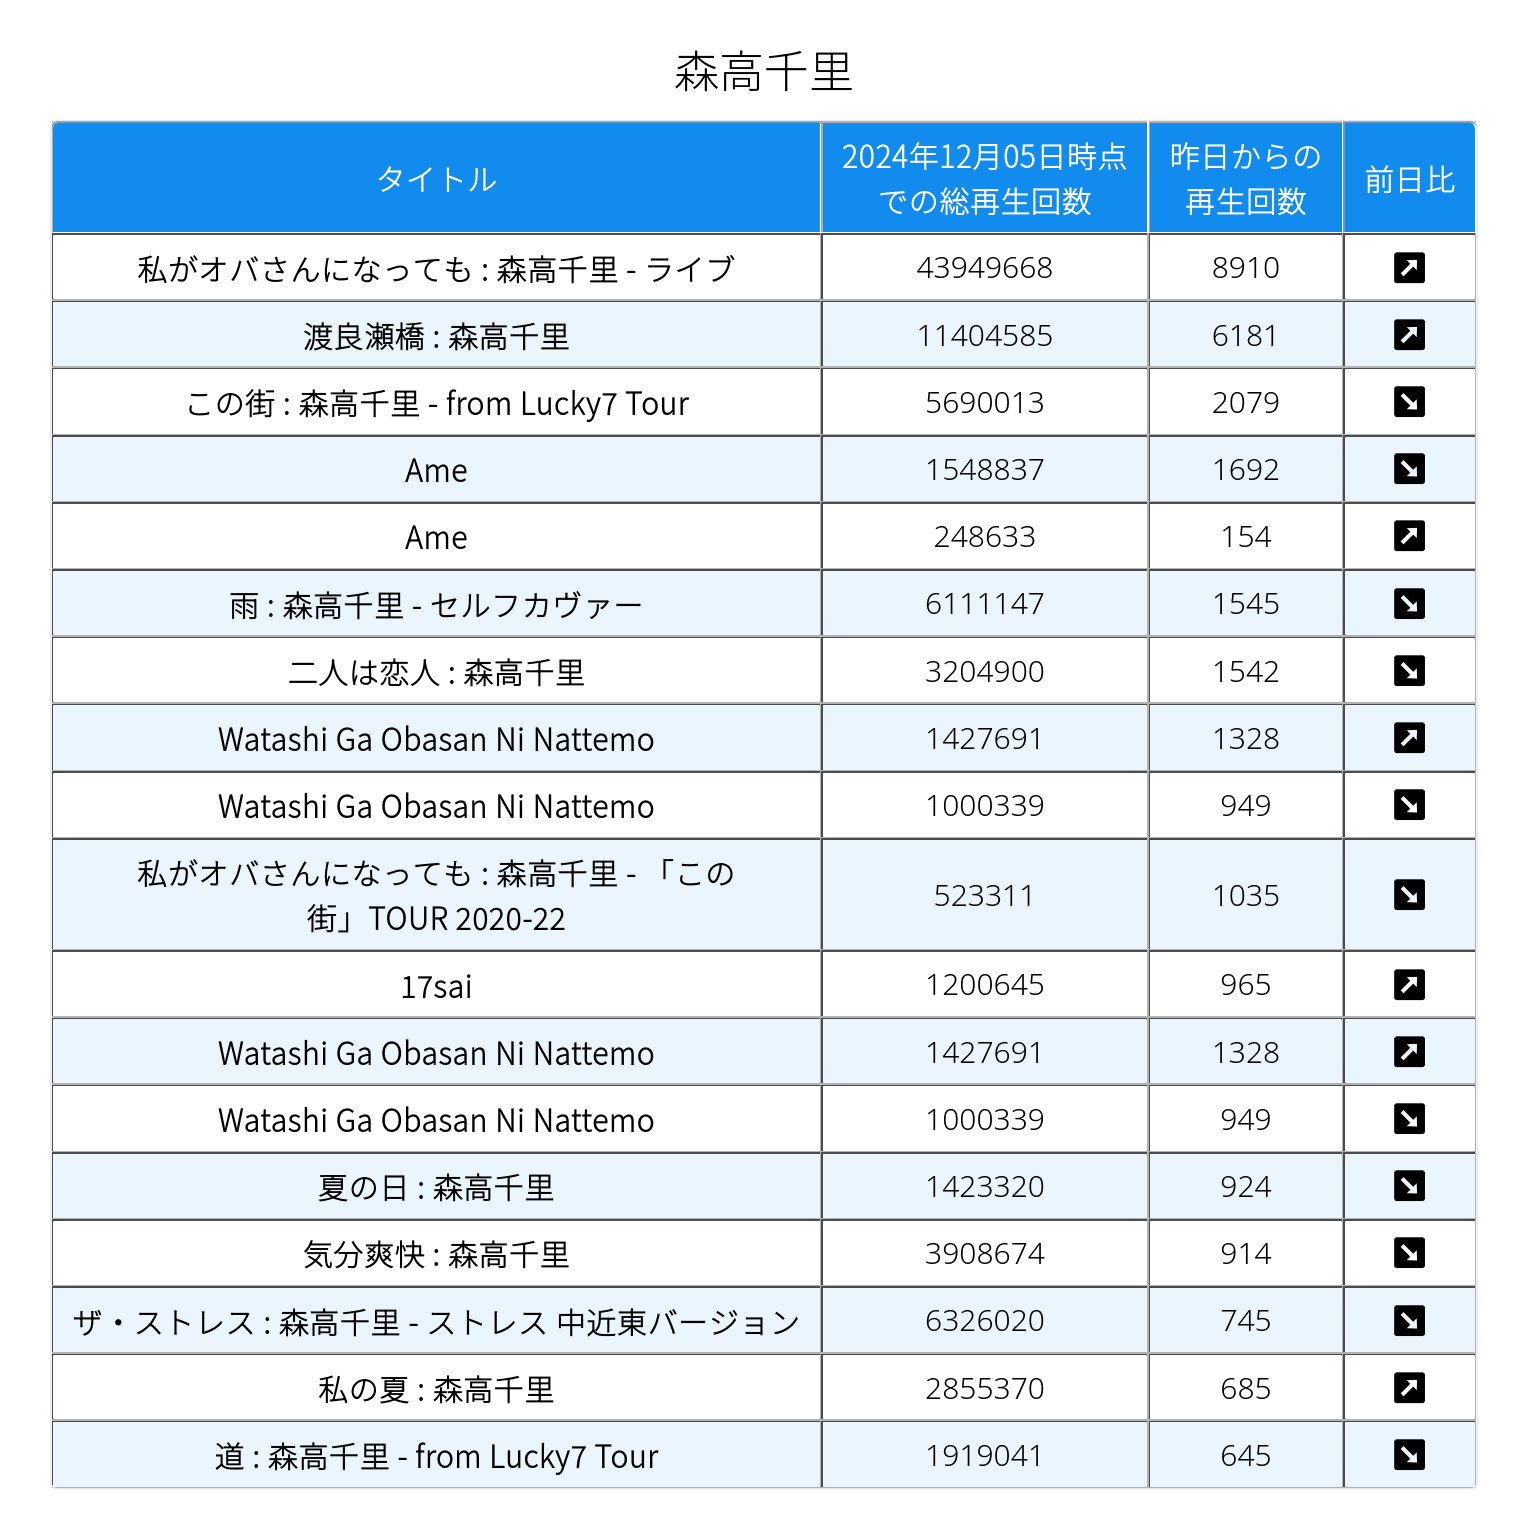 森高千里
タイトル
2024年12月05日時点
での総再生回数
昨日からの
再生回数
前日比
私がオバさんになっても : 森高千里 - ライブ 43949668 8910
渡良瀬橋 : 森高千里 11404585 6181
この街 : 森高千里 - from Lucky7 Tour 5690013 2079
Ame 1548837 1692
Ame 248633 154
雨 : 森高千里 - セルフカヴァー 6111147 1545
二人は恋人 : 森高千里 3204900 1542
Watashi Ga Obasan Ni Nattemo 1427691 1328
Watashi Ga Obasan Ni Nattemo 1000339 949
私がオバさんになっても : 森高千里 - 「この
街」TOUR 2020-22 523311 1035
17sai 1200645 965
Watashi Ga Obasan Ni Nattemo 1427691 1328
Watashi Ga Obasan Ni Nattemo 1000339 949
夏の日 : 森高千里 1423320 924
気分爽快 : 森高千里 3908674 914
ザ・ストレス : 森高千里 - ストレス 中近東バージョン 6326020 745
私の夏 : 森高千里 2855370 685
道 : 森高千里 - from Lucky7 Tour 1919041 645